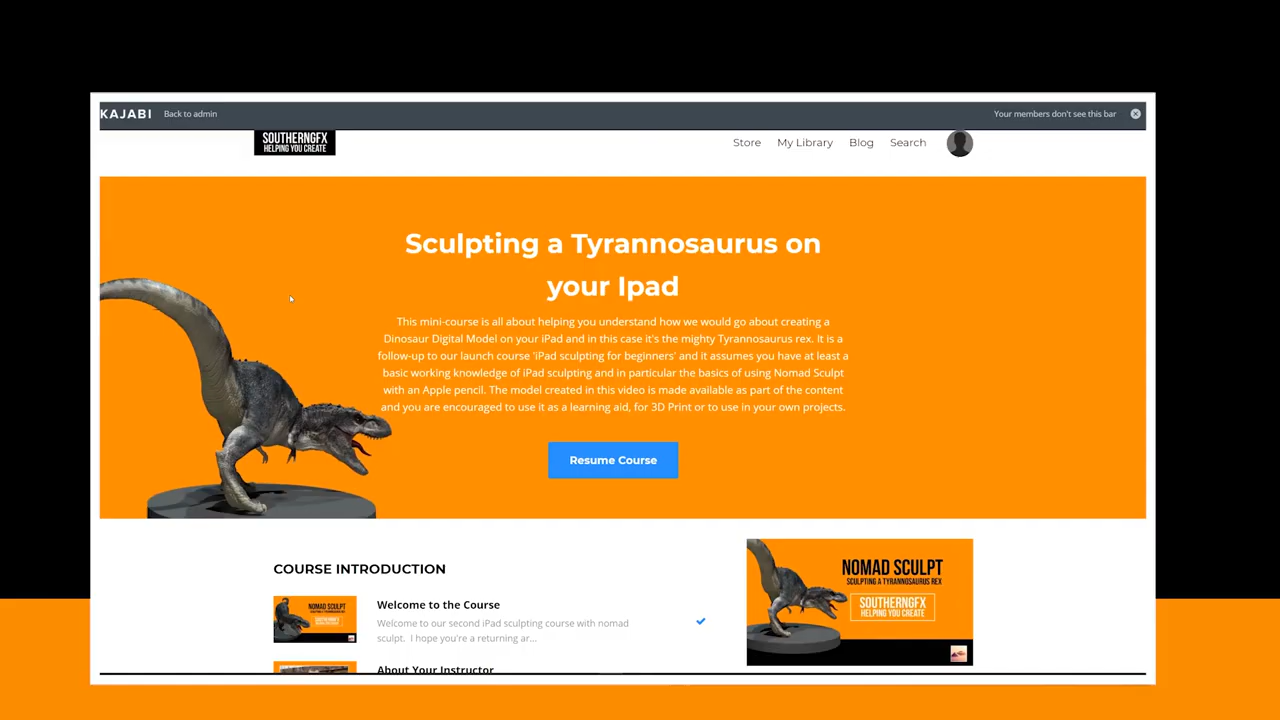 KAJABI Back to admin Your members don't see this bar
SOUTHERNGFX
HELPING YOU CREATE
Store My Library Blog Search
Sculpting a Tyrannosaurus on
your Ipad
This mini-course is all about helping you understand how we would go about creating a
Dinosaur Digital Model on your iPad and in this case it's the mighty Tyrannosaurus rex. It is a
follow-up to our launch course 'iPad sculpting for beginners' and it assumes you have at least a
basic working knowledge of iPad sculpting and in particular the basics of using Nomad Sculpt
with an Apple pencil. The model created in this video is made available as part of the content
and you are encouraged to use it as a learning aid, for 3D Print or to use in your own projects.
Resume Course
COURSE INTRODUCTION
NOMAD SCULPT
Welcome to the Course
Welcome to our second iPad sculpting course with nomad
sculpt. I hope you're a returning ar...
About Your Instructor
NOMAD SCULPT
SCULPTING A TYRANNOSAURUS REX
SOUTHERNGFX
HELPING YOU CREATE